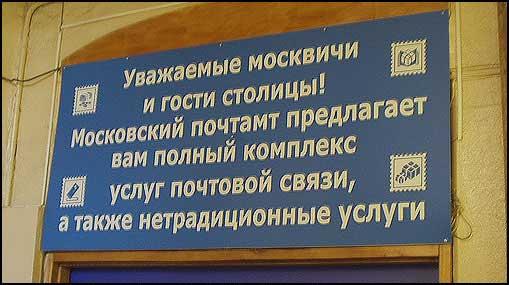 Уважаемые москвичи
и гости столицы!
Московский почтамт предлагает
вам полный комплекс
услуг почтовой связи,
а также нетрадиционные услуги